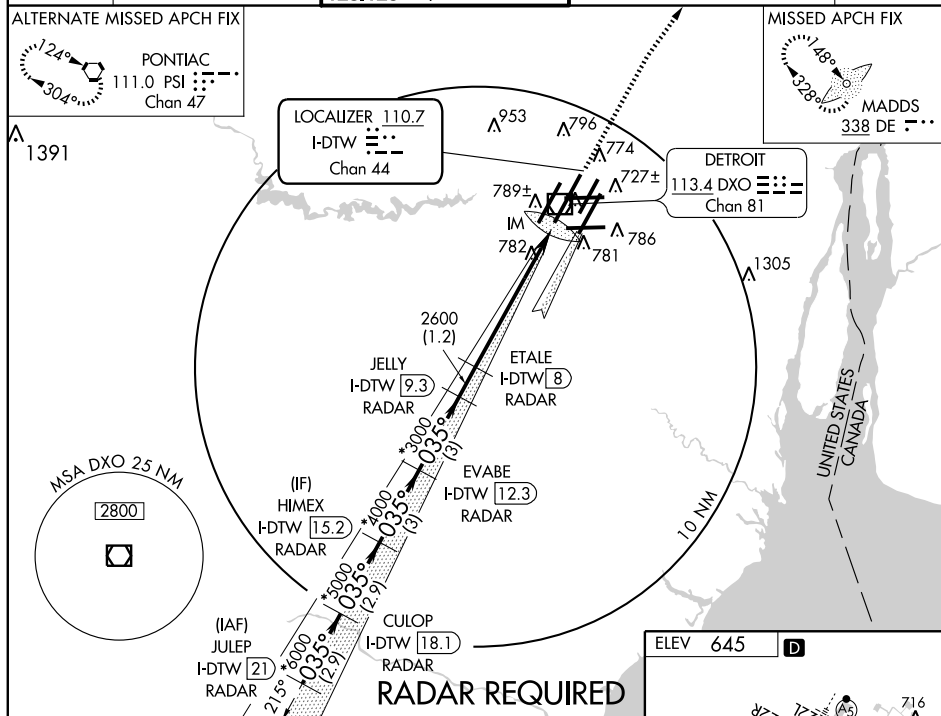 ALTERNATE MISSED APCH FIX
124°
304°
PONTIAC
111.0 PSI
Chan 47
1391
LOCALIZER 110.7
I-DTW
Chan 44
953
796
774
727±
789±
IM
782
781
786
MISSED APCH FIX
148°
328°
MADDS
338 DE
DETROIT
113.4 DXO
Chan 81
1305
2600
(1.2)
JELLY
I-DTW 9.3
RADAR
ETALE
I-DTW 8
RADAR
*3000
035°
(3)
EVABE
I-DTW 12.3
RADAR
(IF)
HIMEX
I-DTW 15.2
RADAR
*4000
035°
(3)
*5000
035°
(2.9)
CULOP
I-DTW 18.1
RADAR
(IAF)
JULEP
I-DTW 21
RADAR
*6000
035°
(2.9)
215°
MSA DXO 25 NM
2800
10 NM
UNITED STATES
CANADA
RADAR REQUIRED
ELEV 645
D
A5
716